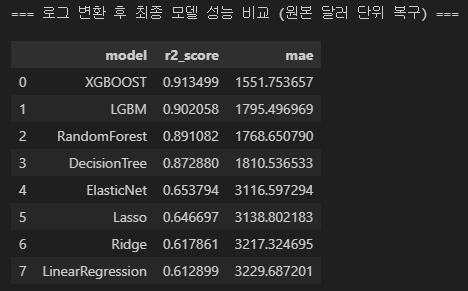 === 로그 변환 후 최종 모델 성능 비교 (원본 달러 단위 복구) ===
model r2_score mae
0 XGBOOST 0.913499 1551.753657
1 LGBM 0.902058 1795.496969
2 RandomForest 0.891082 1768.650790
3 DecisionTree 0.872880 1810.536533
4 ElasticNet 0.653794 3116.597294
5 Lasso 0.646697 3138.802183
6 Ridge 0.617861 3217.324695
7 LinearRegression 0.612899 3229.687201